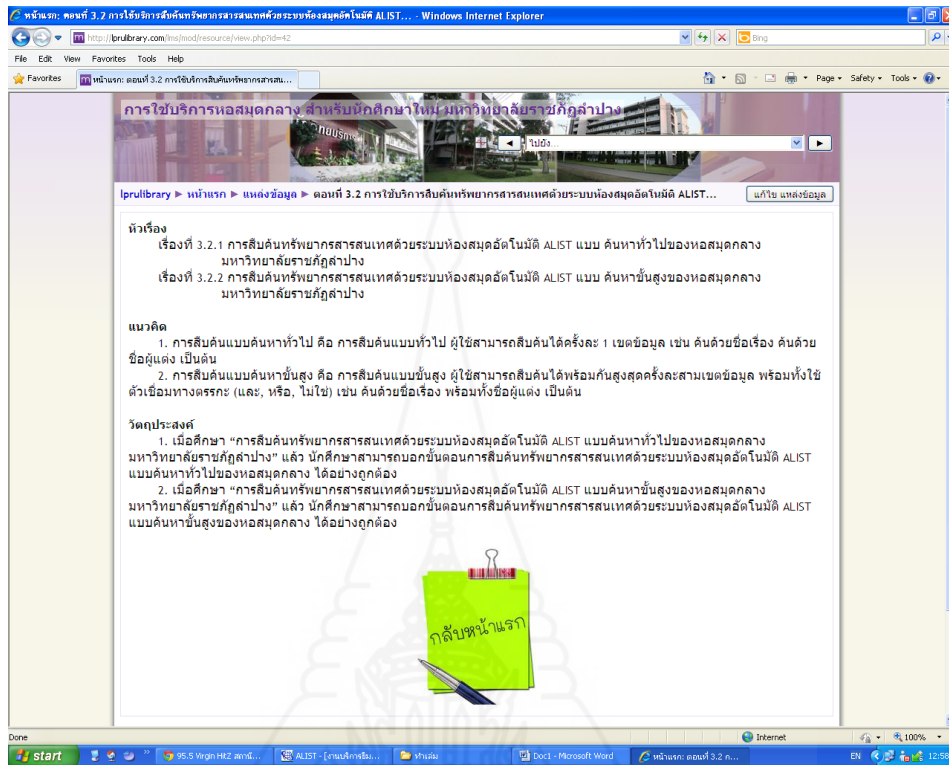 หน้าแรก: ตอนที่ 3.2 การใช้บริการสืบค้นทรัพยากรสารสนเทศด้วยระบบห้องสมุดอัตโนมัติ ALIST... - Windows Internet Explorer
http://lprulibrary.com/lms/mod/resource/view.php?id=42
Bing
File Edit View Favorites Tools Help
Favorites
หน้าแรก: ตอนที่ 3.2 การใช้บริการสืบค้นทรัพยากรสารสน...
Page Safety Tools
การใช้บริการหอสมุดกลาง สำหรับนักศึกษาใหม่ มหาวิทยาลัยราชภัฏลำปาง
ไปยัง...
lprulibrary ► หน้าแรก ► แหล่งข้อมูล ► ตอนที่ 3.2 การใช้บริการสืบค้นทรัพยากรสารสนเทศด้วยระบบห้องสมุดอัตโนมัติ ALIST...
แก้ไข แหล่งข้อมูล
หัวเรื่อง
เรื่องที่ 3.2.1 การสืบค้นทรัพยากรสารสนเทศด้วยระบบห้องสมุดอัตโนมัติ ALIST แบบ ค้นหาทั่วไปของหอสมุดกลาง
มหาวิทยาลัยราชภัฏลำปาง
เรื่องที่ 3.2.2 การสืบค้นทรัพยากรสารสนเทศด้วยระบบห้องสมุดอัตโนมัติ ALIST แบบ ค้นหาขั้นสูงของหอสมุดกลาง
มหาวิทยาลัยราชภัฏลำปาง
แนวคิด
1. การสืบค้นแบบค้นหาทั่วไป คือ การสืบค้นแบบทั่วไป ผู้ใช้สามารถสืบค้นได้ครั้งละ 1 เขตข้อมูล เช่น ค้นด้วยชื่อเรื่อง ค้นด้วย
ชื่อผู้แต่ง เป็นต้น
2. การสืบค้นแบบค้นหาขั้นสูง คือ การสืบค้นแบบขั้นสูง ผู้ใช้สามารถสืบค้นได้พร้อมกันสูงสุดครั้งละสามเขตข้อมูล พร้อมทั้งใช้
ตัวเชื่อมทางตรรกะ (และ, หรือ, ไม่ใช่) เช่น ค้นด้วยชื่อเรื่อง พร้อมทั้งชื่อผู้แต่ง เป็นต้น
วัตถุประสงค์
1. เมื่อศึกษา “การสืบค้นทรัพยากรสารสนเทศด้วยระบบห้องสมุดอัตโนมัติ ALIST แบบค้นหาทั่วไปของหอสมุดกลาง
มหาวิทยาลัยราชภัฏลำปาง” แล้ว นักศึกษาสามารถบอกขั้นตอนการสืบค้นทรัพยากรสารสนเทศด้วยระบบห้องสมุดอัตโนมัติ ALIST
แบบค้นหาทั่วไปของหอสมุดกลาง ได้อย่างถูกต้อง
2. เมื่อศึกษา “การสืบค้นทรัพยากรสารสนเทศด้วยระบบห้องสมุดอัตโนมัติ ALIST แบบค้นหาขั้นสูงของหอสมุดกลาง
มหาวิทยาลัยราชภัฏลำปาง” แล้ว นักศึกษาสามารถบอกขั้นตอนการสืบค้นทรัพยากรสารสนเทศด้วยระบบห้องสมุดอัตโนมัติ ALIST
แบบค้นหาขั้นสูงของหอสมุดกลาง ได้อย่างถูกต้อง
กลับหน้าแรก
Done
Internet
100%
start
95.5 Virgin HitZ สถานี...
ALIST - [งานบริการยืม...
Doc1 - Microsoft Word
หน้าแรก: ตอนที่ 3.2 ก...
EN
12:58